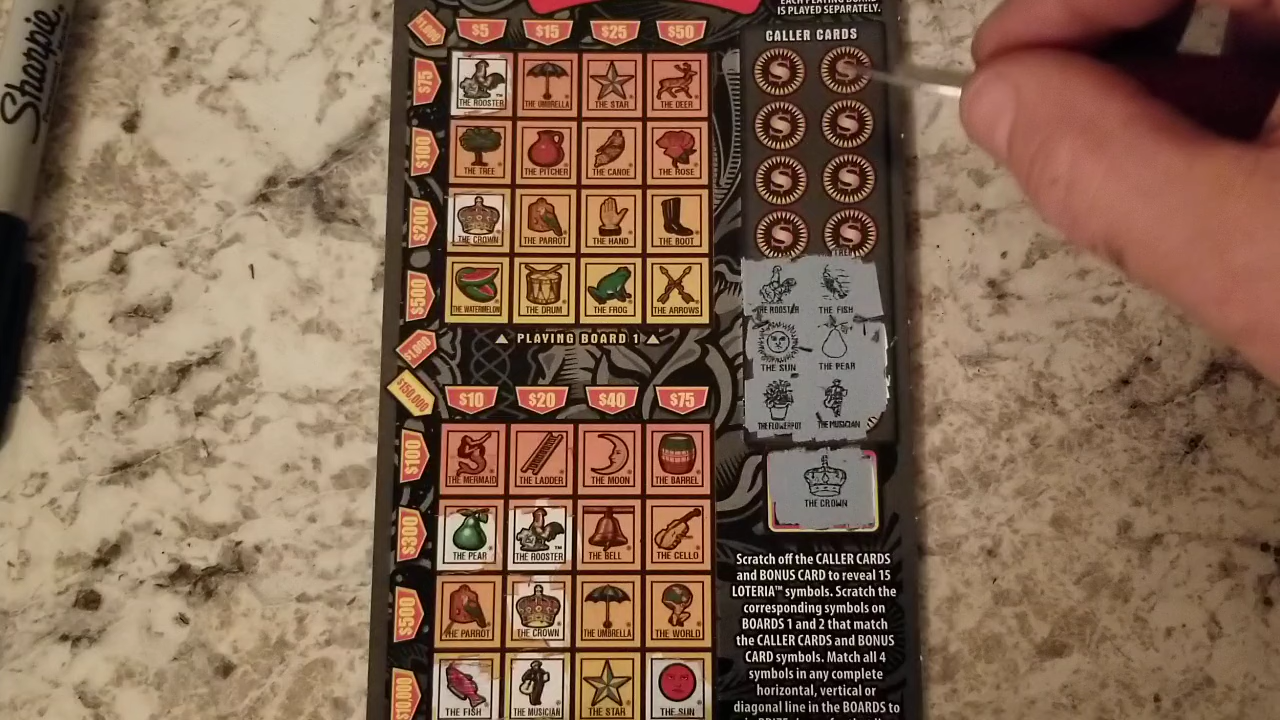 Sharpie
EACH PLAYING BOARD
IS PLAYED SEPARATELY.
$1,000 $5 $15 $25 $50
CALLER CARDS
$75
THE ROOSTER THE UMBRELLA THE STAR THE DEER
$100
THE TREE THE PITCHER THE CANOE THE ROSE
$200
THE CROWN THE PARROT THE HAND THE BOOT
$500
THE WATERMELON THE DRUM THE FROG THE ARROWS
$1,000
▲ PLAYING BOARD 1 ▲
THE ROOSTER THE FISH
THE SUN THE PEAR
THE FLOWERPOT THE MUSICIAN
THE CROWN
$150,000 $10 $20 $40 $75
$100
THE MERMAID THE LADDER THE MOON THE BARREL
$300
THE PEAR THE ROOSTER THE BELL THE CELLO
$500
THE PARROT THE CROWN THE UMBRELLA THE WORLD
$10,000
THE FISH THE MUSICIAN THE STAR THE SUN
Scratch off the CALLER CARDS
and BONUS CARD to reveal 15
LOTERIA™ symbols. Scratch the
corresponding symbols on
BOARDS 1 and 2 that match
the CALLER CARDS and BONUS
CARD symbols. Match all 4
symbols in any complete
horizontal, vertical or
diagonal line in the BOARDS to